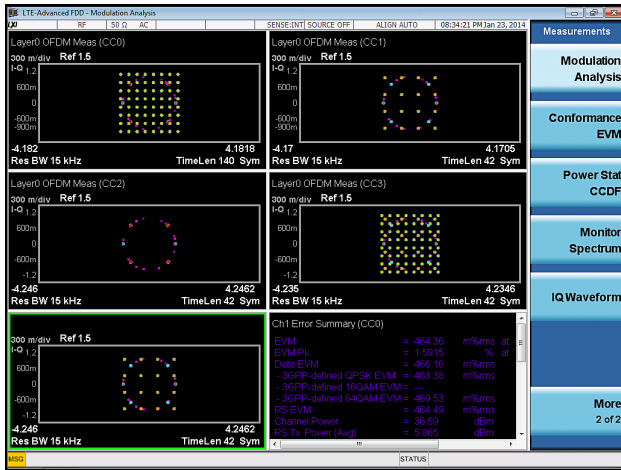 LTE-Advanced FDD - Modulation Analysis
LXI RF 50 Ω AC SENSE:INT SOURCE OFF ALIGN AUTO 08:34:21 PM Jan 23, 2014
Measurements
Modulation
Analysis
Conformance
EVM
Power Stat
CCDF
Monitor
Spectrum
IQ Waveform
More
2 of 2
Layer0 OFDM Meas (CC0)
300 m/div Ref 1.5
I-Q 1.2
600m
0
-600m
-900m
-4.182 4.1818
Res BW 15 kHz TimeLen 140 Sym
Layer0 OFDM Meas (CC1)
300 m/div Ref 1.5
I-Q 1.2
600m
0
-600m
-900m
-4.17 4.1705
Res BW 15 kHz TimeLen 42 Sym
Layer0 OFDM Meas (CC2)
300 m/div Ref 1.5
I-Q 1.2
600m
0
-600m
-1.2
-4.246 4.2462
Res BW 15 kHz TimeLen 42 Sym
Layer0 OFDM Meas (CC3)
300 m/div Ref 1.5
I-Q 1.2
600m
0
-600m
-1.2
-4.235 4.2346
Res BW 15 kHz TimeLen 42 Sym
300 m/div Ref 1.5
I-Q 1.2
600m
0
-600m
-900m
-4.246 4.2462
Res BW 15 kHz TimeLen 42 Sym
Ch1 Error Summary (CC0)
EVM = 464.36 m%rms at
EVM Pk = 1.5915 % at
Data EVM = 465.16 m%rms
- 3GPP-defined QPSK EVM = 463.38 m%rms
- 3GPP-defined 16QAM EVM = ---
- 3GPP-defined 64QAM EVM = 469.53 m%rms
RS EVM = 464.49 m%rms
Channel Power = 36.59 dBm
RS Tx. Power (Avg) = 5.865 dBm
MSG STATUS